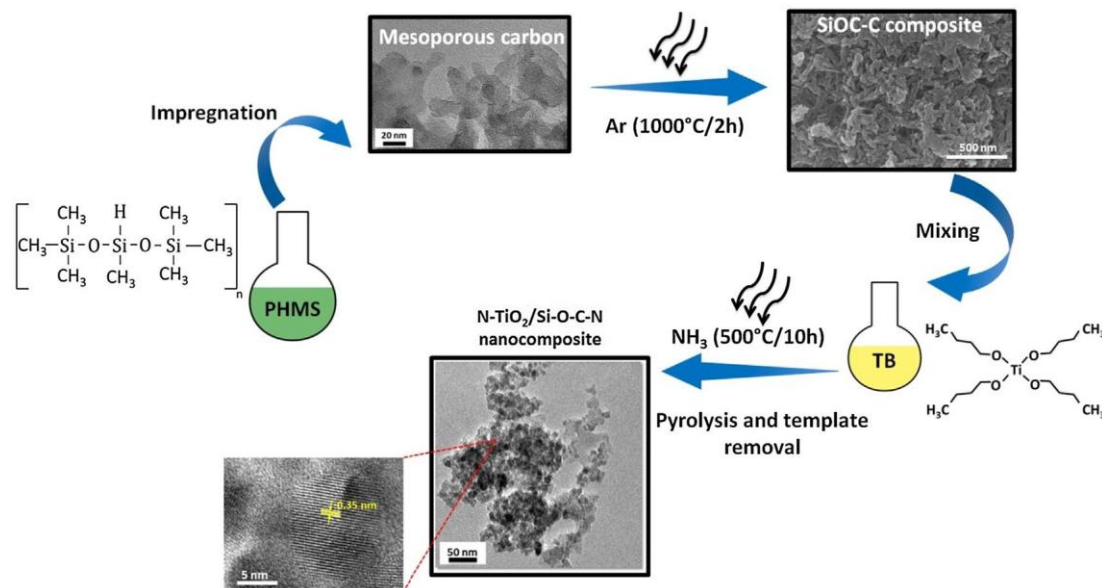 Mesoporous carbon
20 nm
SiOC-C composite
500 nm
Impregnation
Ar (1000°C/2h)
CH₃ H CH₃
CH₃—Si-O-Si-O-Si—CH₃
CH₃ CH₃ CH₃
n
PHMS
Mixing
N-TiO₂/Si-O-C-N
nanocomposite
NH₃ (500°C/10h)
Pyrolysis and template
removal
TB
H₃C CH₃
O O
Ti
O O
H₃C CH₃
0.35 nm
5 nm
50 nm